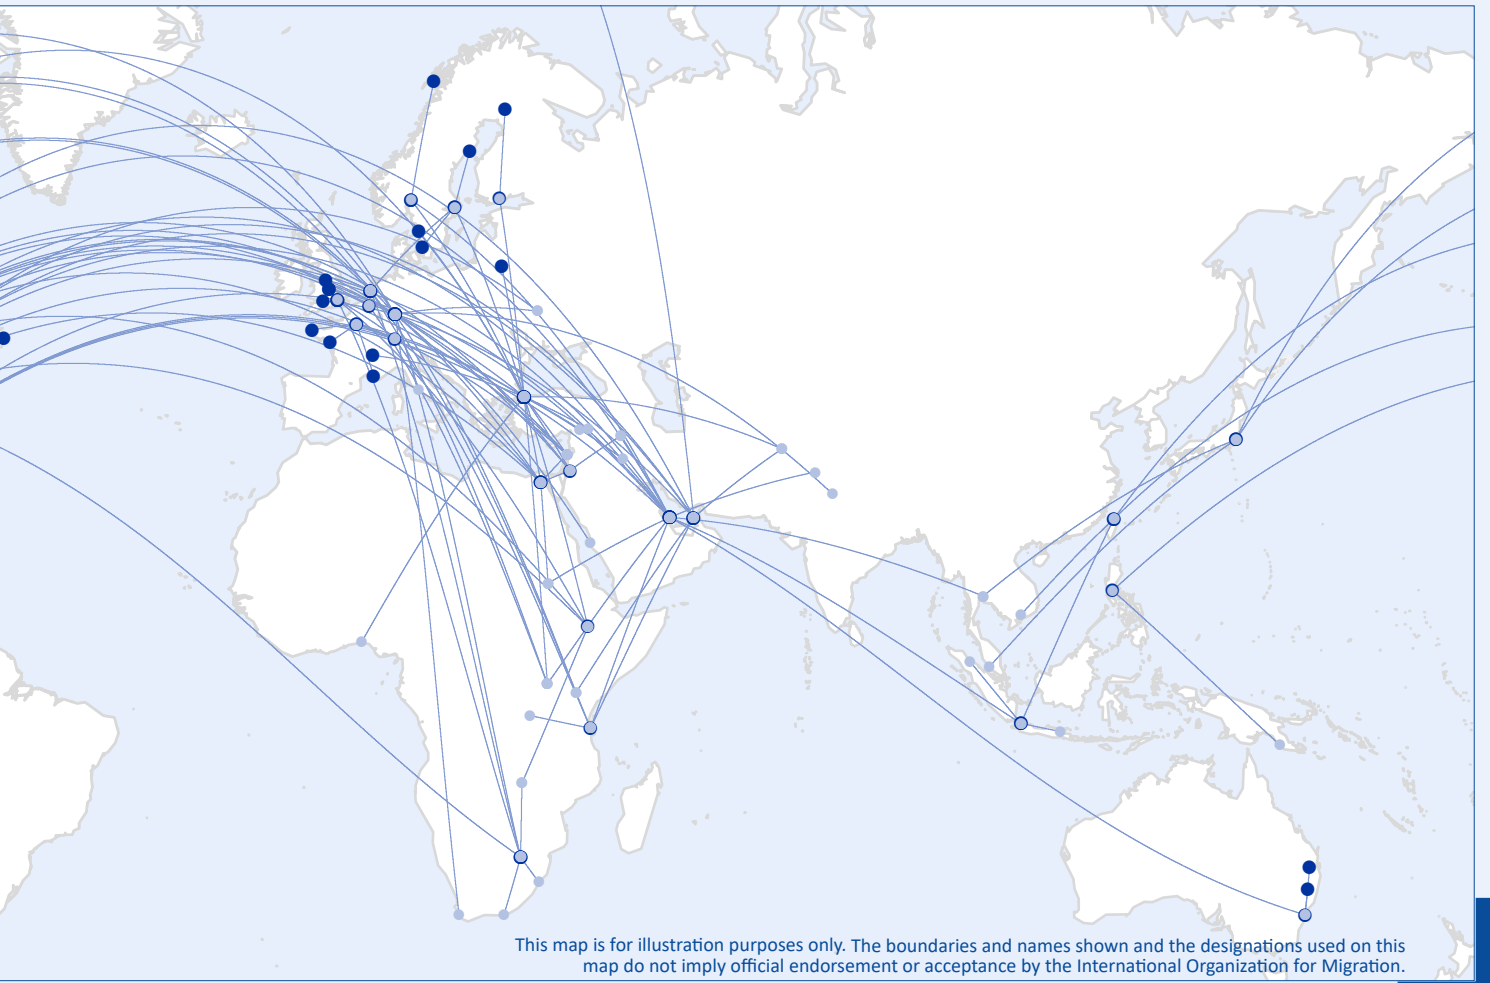 This map is for illustration purposes only. The boundaries and names shown and the designations used on this
map do not imply official endorsement or acceptance by the International Organization for Migration.